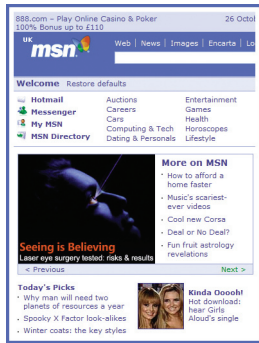 888.com – Play Online
Casino & Poker
100% Bonus up to £110
26 Octo
UK
msn
Web | News | Images | Encarta | Lo
Welcome Restore defaults
Hotmail
Messenger
My MSN
MSN Directory
Auctions
Careers
Cars
Computing & Tech
Dating & Personals
Entertainment
Games
Health
Horoscopes
Lifestyle
Seeing is Believing
Laser eye surgery tested: risks & results
< Previous
Next >
More on MSN
How to afford a
home faster
Music's scariest-
ever videos
Cool new Corsa
Deal or No Deal?
Fun fruit astrology
revelations
Today's Picks
Why man will need two
planets of resources a year
Spooky X Factor look-alikes
Winter coats: the key styles
Kinda Ooooh!
Hot download:
hear Girls
Aloud's single